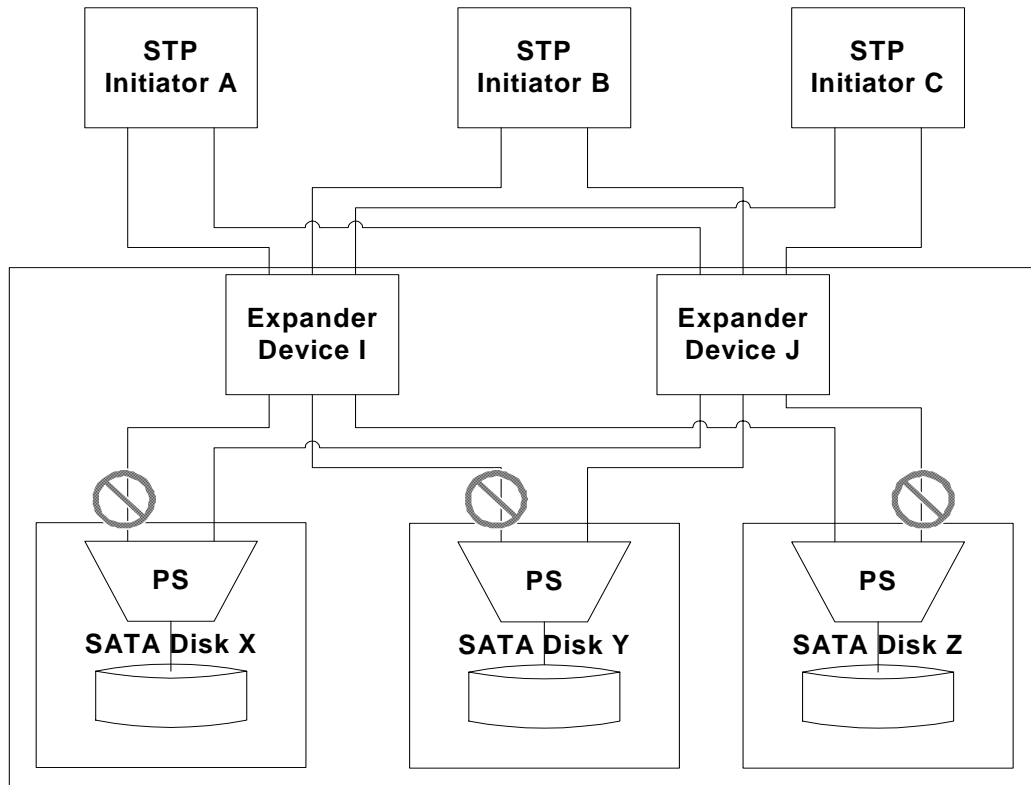 STP
Initiator A
STP
Initiator B
STP
Initiator C
Expander
Device I
Expander
Device J
PS
SATA Disk X
PS
SATA Disk Y
PS
SATA Disk Z